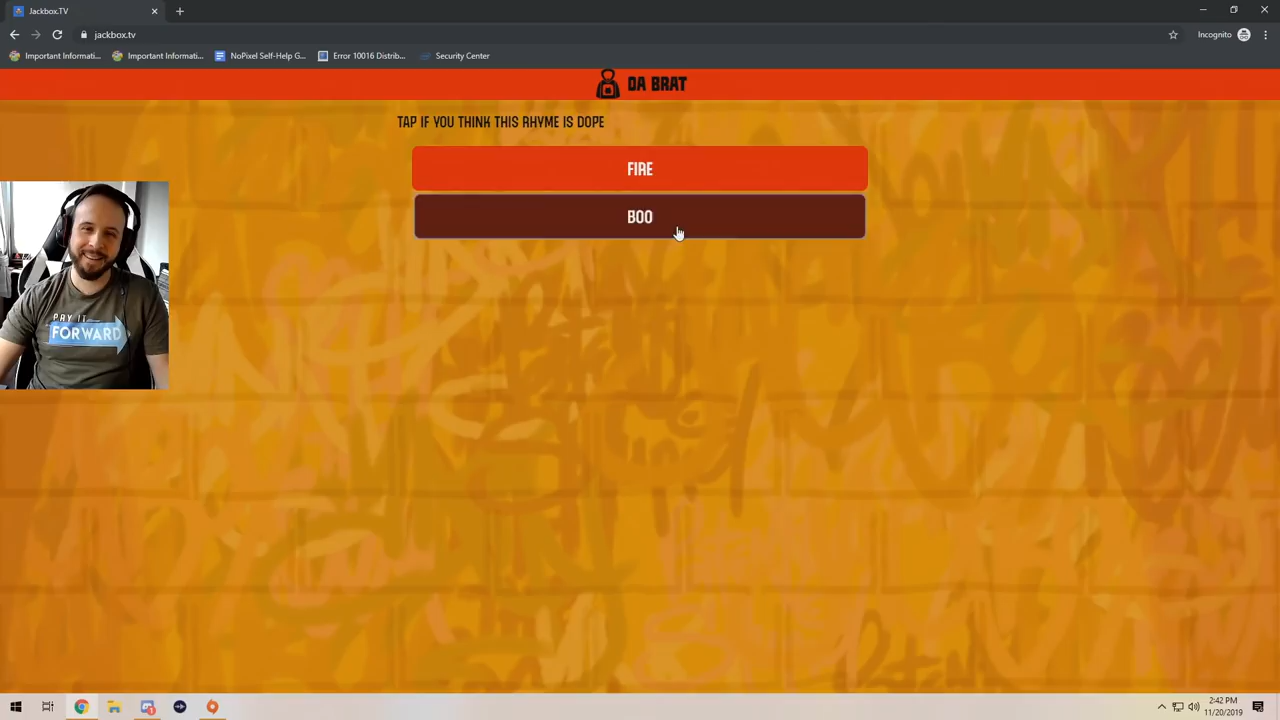 Jackbox.TV
jackbox.tv
Incognito
Important Informati...
Important Informati...
NoPixel Self-Help G...
Error 10016 Distrib...
Security Center
DA BRAT
TAP IF YOU THINK THIS RHYME IS DOPE
FIRE
BOO
PAY IT
FORWARD
2:42 PM
11/20/2019